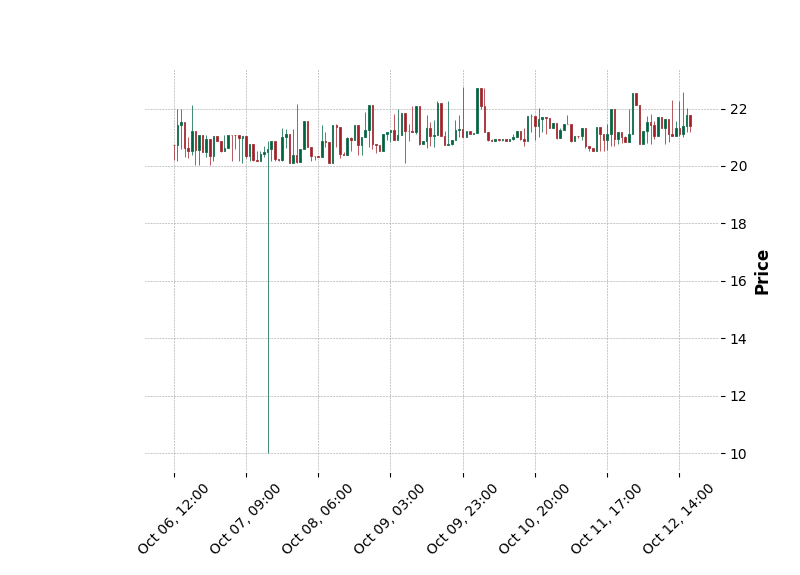 22
20
18
16
14
12
10
Price
Oct 06, 12:00
Oct 07, 09:00
Oct 08, 06:00
Oct 09, 03:00
Oct 09, 23:00
Oct 10, 20:00
Oct 11, 17:00
Oct 12, 14:00